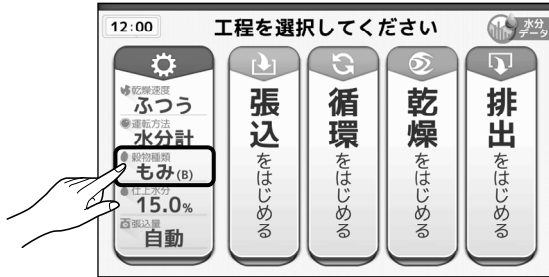 12:00
工程を選択してください
水分
データ
乾燥速度
ふつう
運転方法
水分計
穀物種類
もみ(B)
仕上水分
15.0%
張込量
自動
張込をはじめる
循環をはじめる
乾燥をはじめる
排出をはじめる